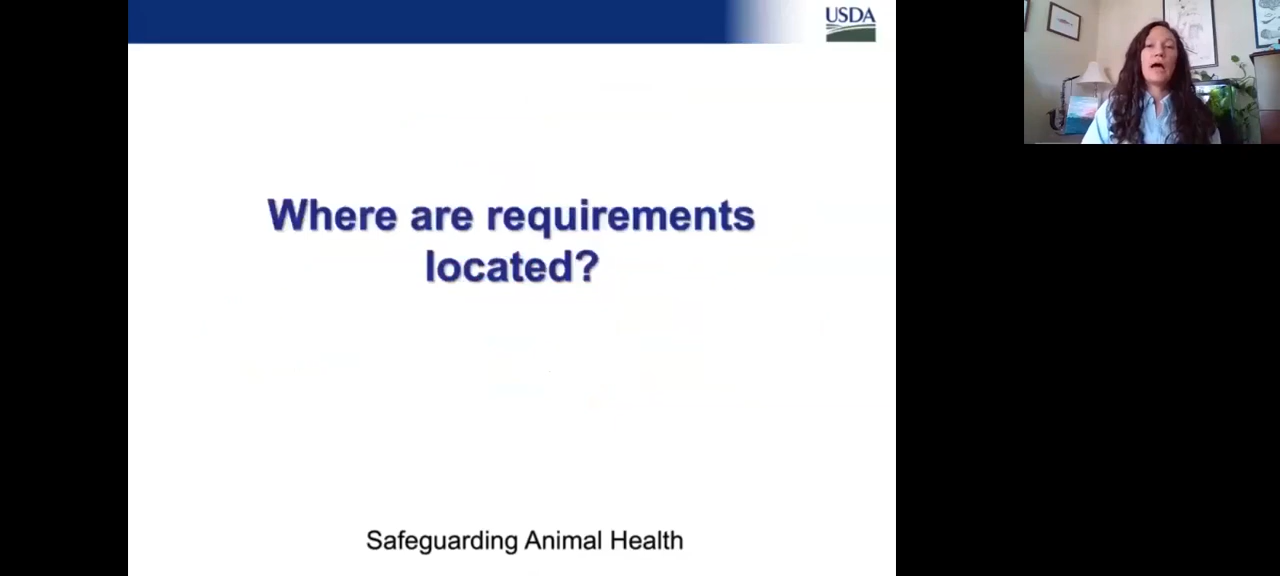 USDA
Where are requirements
located?
Safeguarding Animal Health